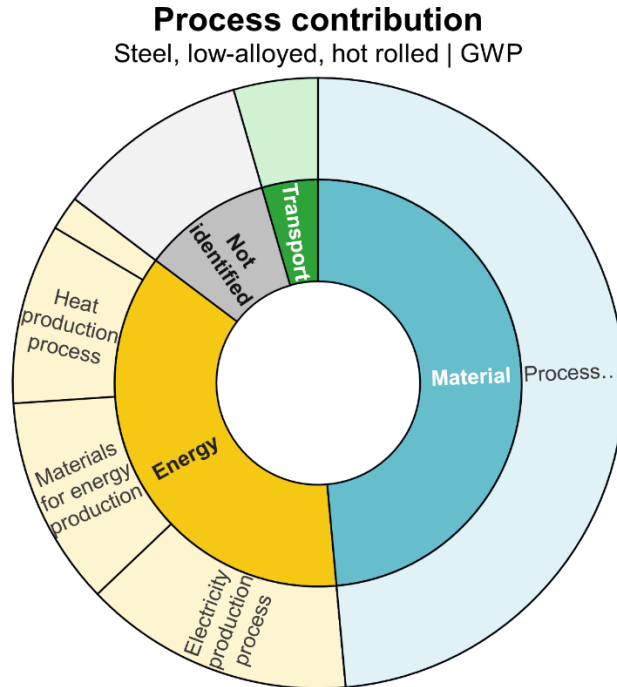 Process contribution
Steel, low-alloyed, hot rolled | GWP
Transport
Not
identified
Material
Process…
Heat
production
process
Energy
Materials
for energy
production
Electricity
production
process